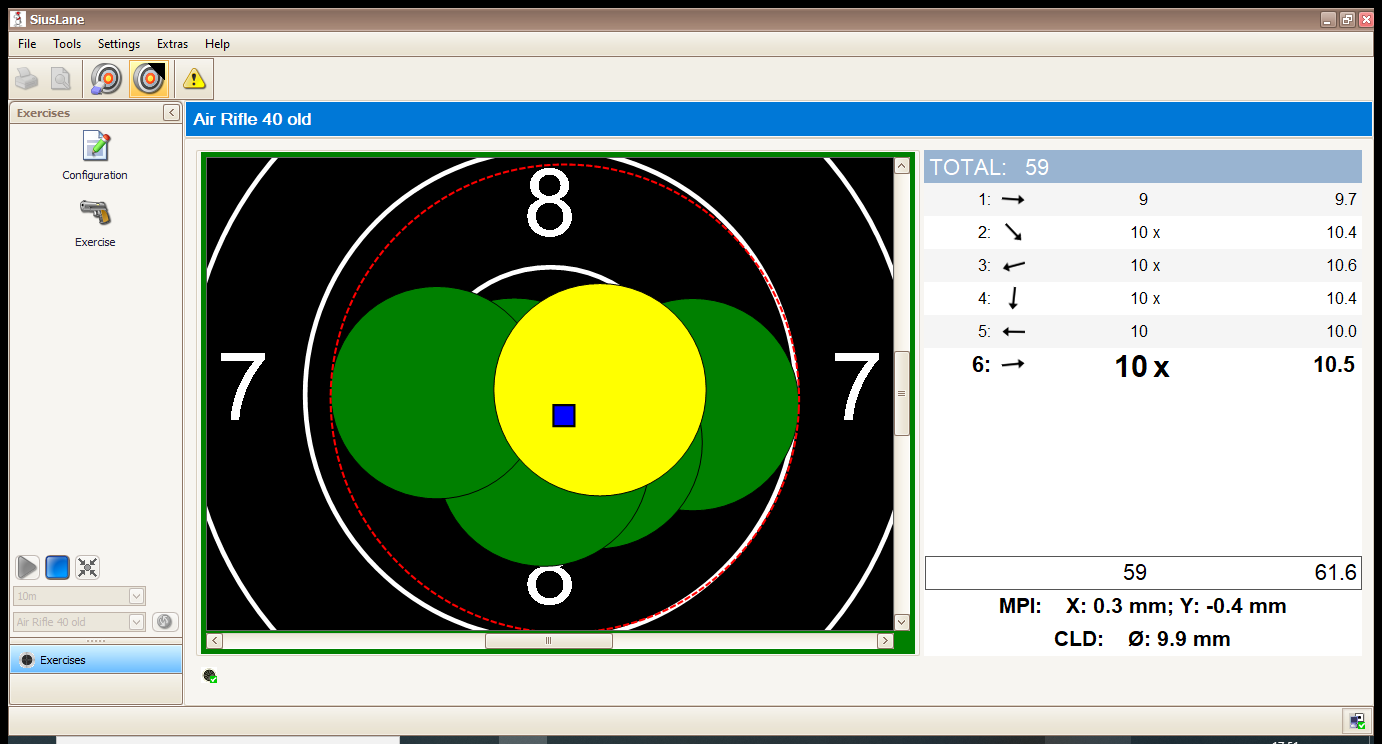 SiusLane
File Tools Settings Extras Help
Exercises
Configuration
Exercise
10m
Air Rifle 40 old
Exercises
Air Rifle 40 old
8
7 7
TOTAL: 59
1: 9 9.7
2: 10 x 10.4
3: 10 x 10.6
4: 10 x 10.4
5: 10 10.0
6: 10 x 10.5
59 61.6
MPI: X: 0.3 mm; Y: -0.4 mm
CLD: Ø: 9.9 mm